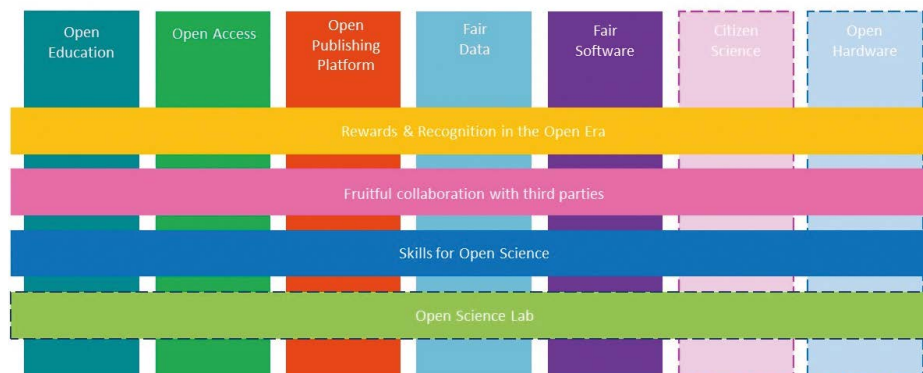 Open
Education
Open Access
Open
Publishing
Platform
Fair
Data
Fair
Software
Citizen
Science
Open
Hardware
Rewards & Recognition in the Open Era
Fruitful collaboration with third parties
Skills for Open Science
Open Science Lab